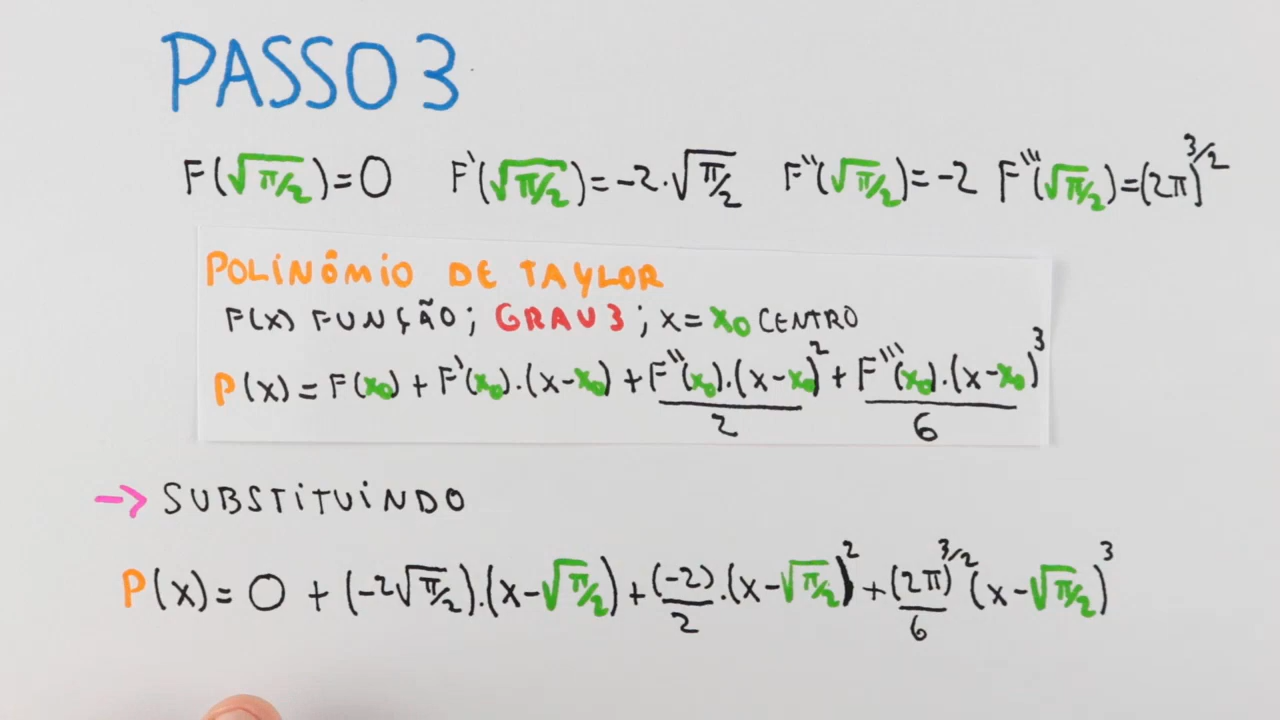 PASSO 3
F(√π/2)=0 F'(√π/2)=-2.√π/2 F''(√π/2)=-2 F'''(√π/2)=(2π)^3/2
POLINÔMIO DE TAYLOR
F(X) FUNÇÃO; GRAU 3; X=X₀ CENTRO
P(X)=F(X₀)+F'(X₀).(X-X₀)+F''(X₀).(X-X₀)²/2+F'''(X₀).(X-X₀)³/6
→ SUBSTITUINDO
P(X)=0+(-2√π/2).(X-√π/2)+(-2)/2.(X-√π/2)²+(2π)^3/2/6(X-√π/2)³